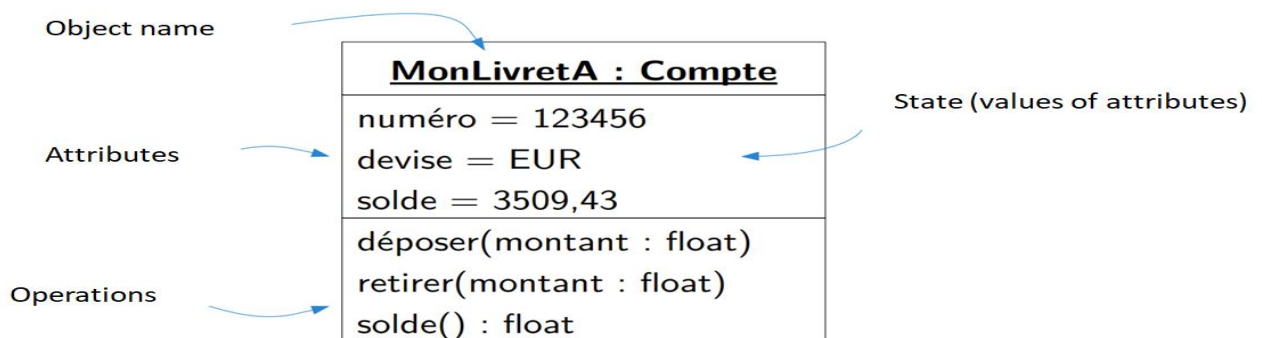 Object name
MonLivretA : Compte
State (values of attributes)
numéro = 123456
Attributes
devise = EUR
solde = 3509,43
déposer(montant : float)
retirer(montant : float)
Operations
solde() : float